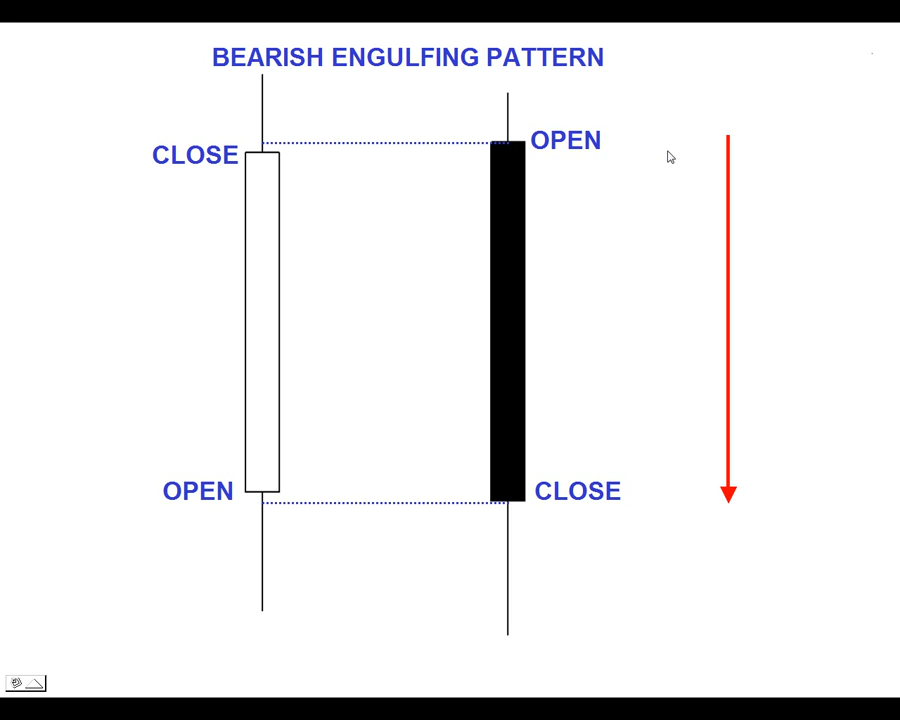 BEARISH ENGULFING PATTERN
OPEN
CLOSE
OPEN
CLOSE